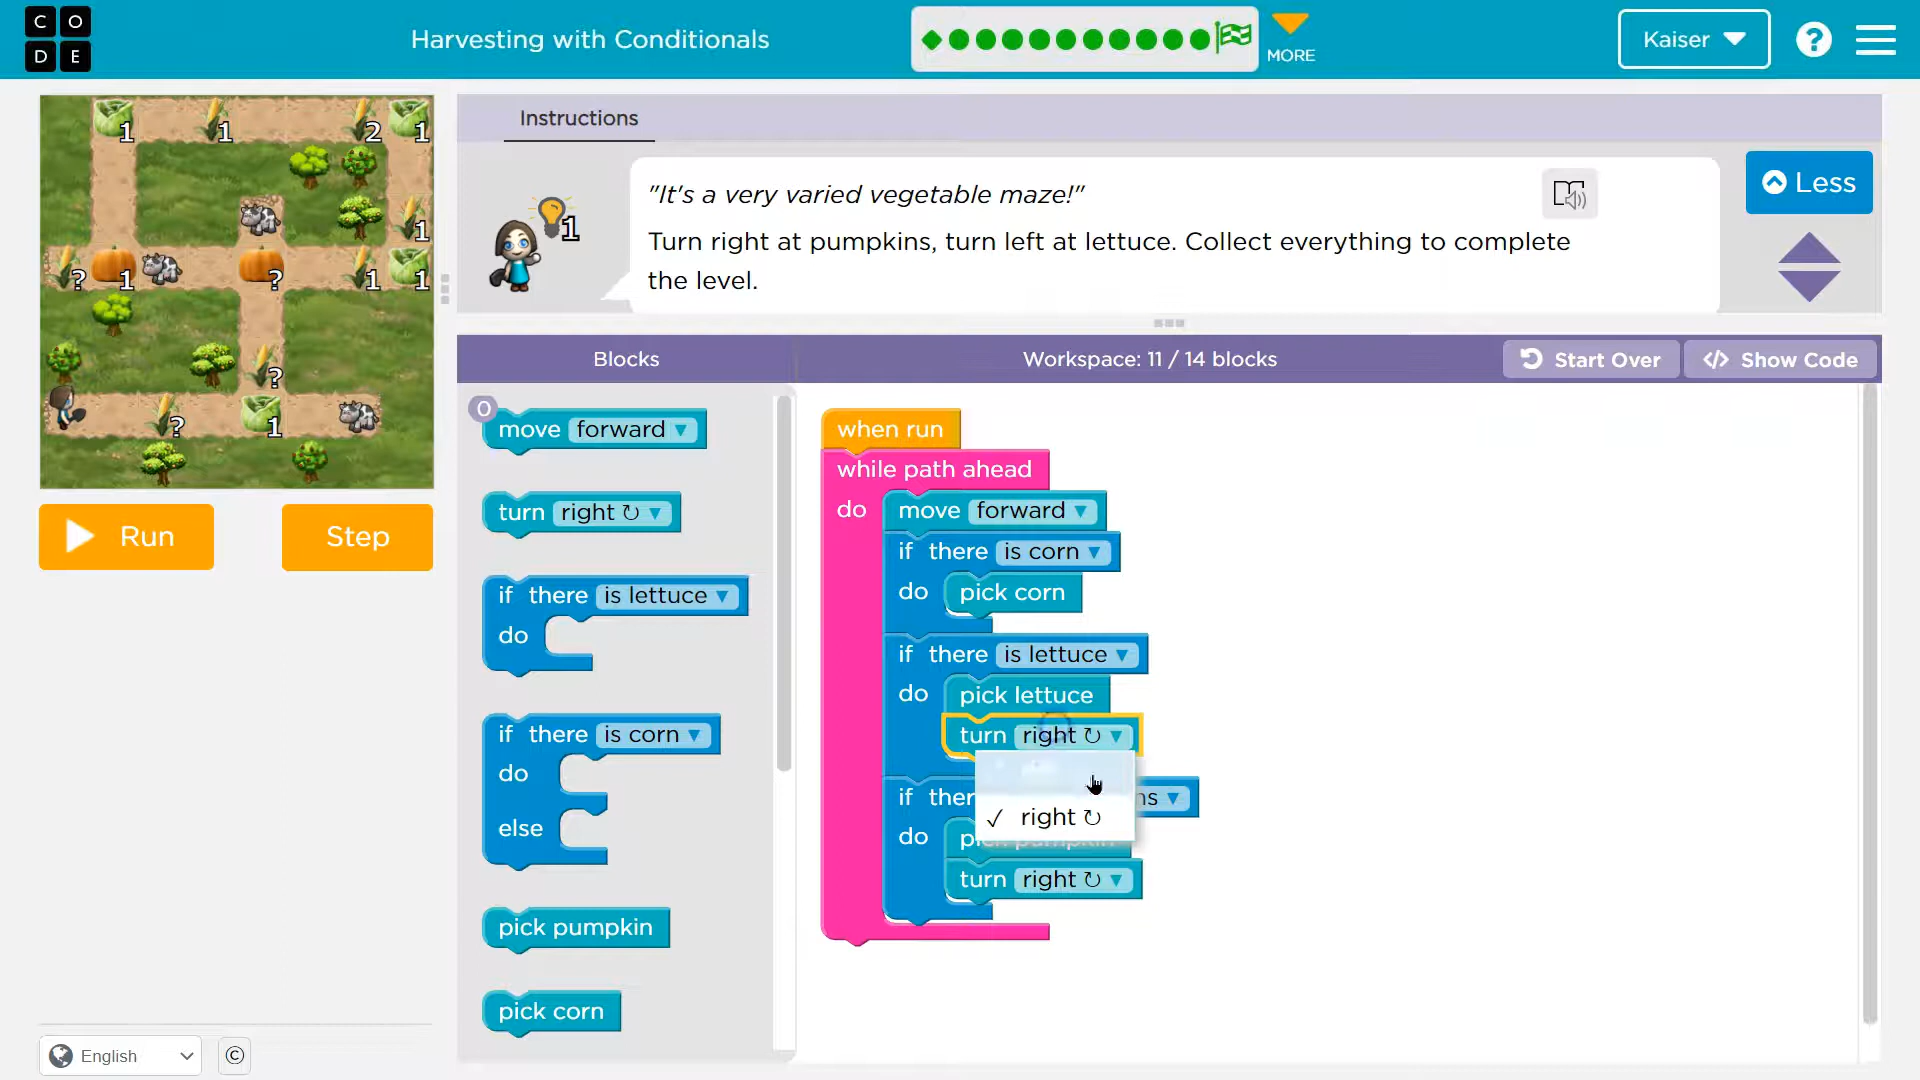 C O
D E
Harvesting with Conditionals
MORE
Kaiser
?
1 1 2 1
1
? 1 ? 1 1
?
? 1
Run
Step
English
©
Instructions
1
"It's a very varied vegetable maze!"
Turn right at pumpkins, turn left at lettuce. Collect everything to complete
the level.
Less
Blocks
Workspace: 11 / 14 blocks
Start Over
</> Show Code
0
move forward
turn right ↻
if there is lettuce
do
if there is corn
do
else
pick pumpkin
pick corn
when run
while path ahead
do move forward
if there is corn
do pick corn
if there is lettuce
do pick lettuce
turn right ↻
✓ right ↻
do
turn right ↻